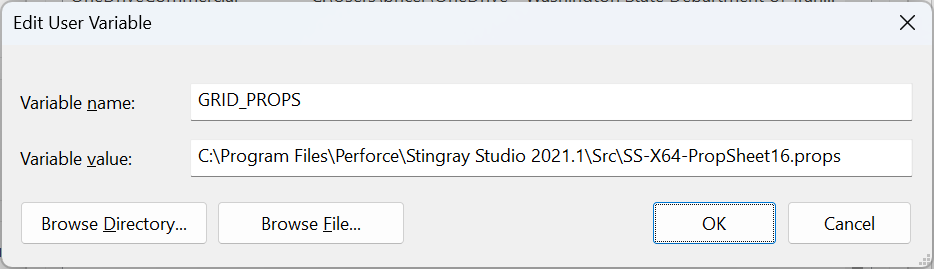 Edit User Variable
Variable name:
GRID_PROPS
Variable value:
C:\Program Files\Perforce\Stingray Studio 2021.1\Src\SS-X64-PropSheet16.props
Browse Directory... Browse File... OK Cancel